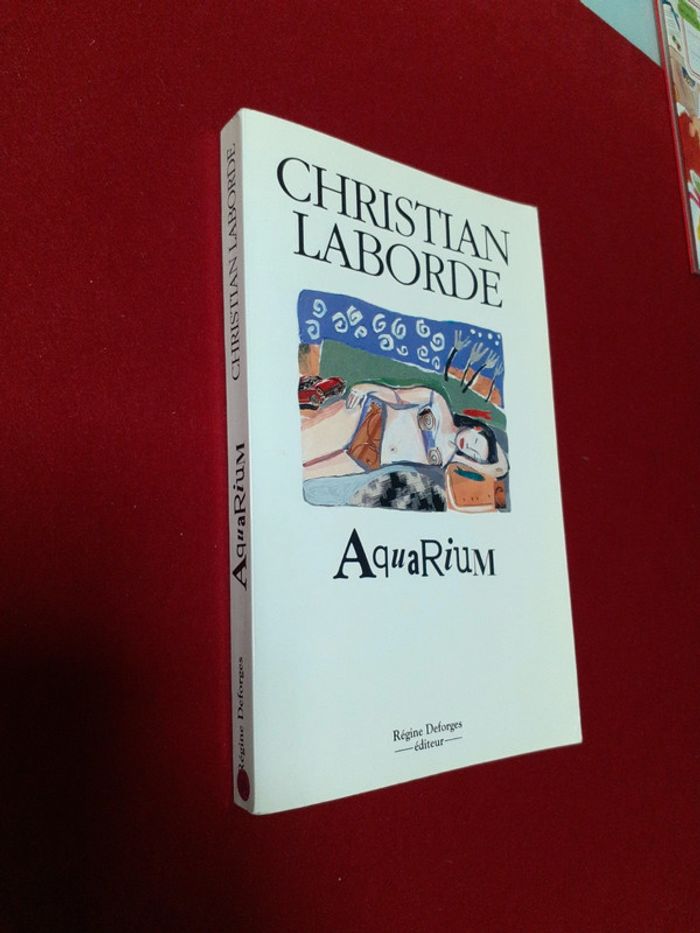 CHRISTIAN
LABORDE
AquaRiuM
Régine Deforges
éditeur
CHRISTIAN LABORDE
AquaRiuM
Régine Deforges